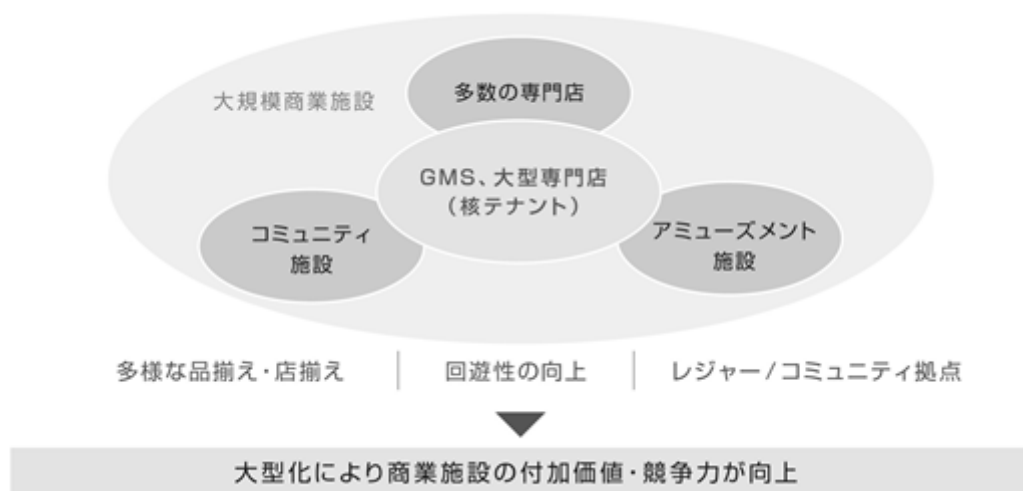 多数の専門店
大規模商業施設
GMS、大型専門店
（核テナント）
コミュニティ
施設
アミューズメント
施設
多様な品揃え・店揃え
回遊性の向上
レジャー/コミュニティ拠点
大型化により商業施設の付加価値・競争力が向上